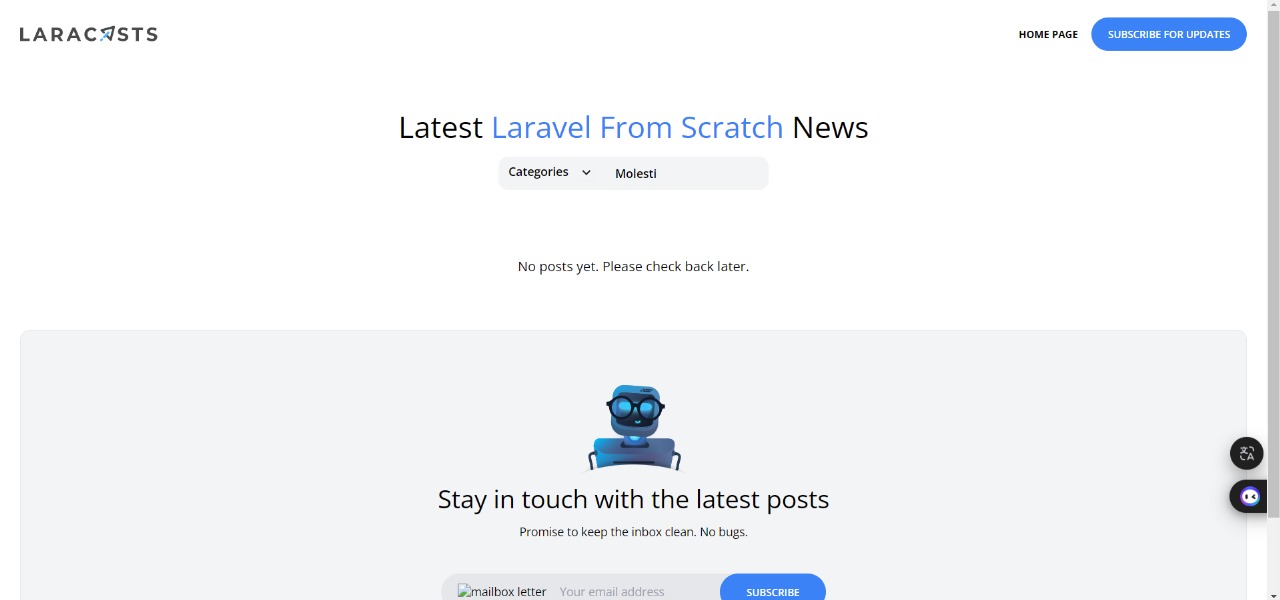 LARACASTS
HOME PAGE
SUBSCRIBE FOR UPDATES
Latest Laravel From Scratch News
Categories
Molesti
No posts yet. Please check back later.
Stay in touch with the latest posts
Promise to keep the inbox clean. No bugs.
mailbox letter
Your email address
SUBSCRIBE